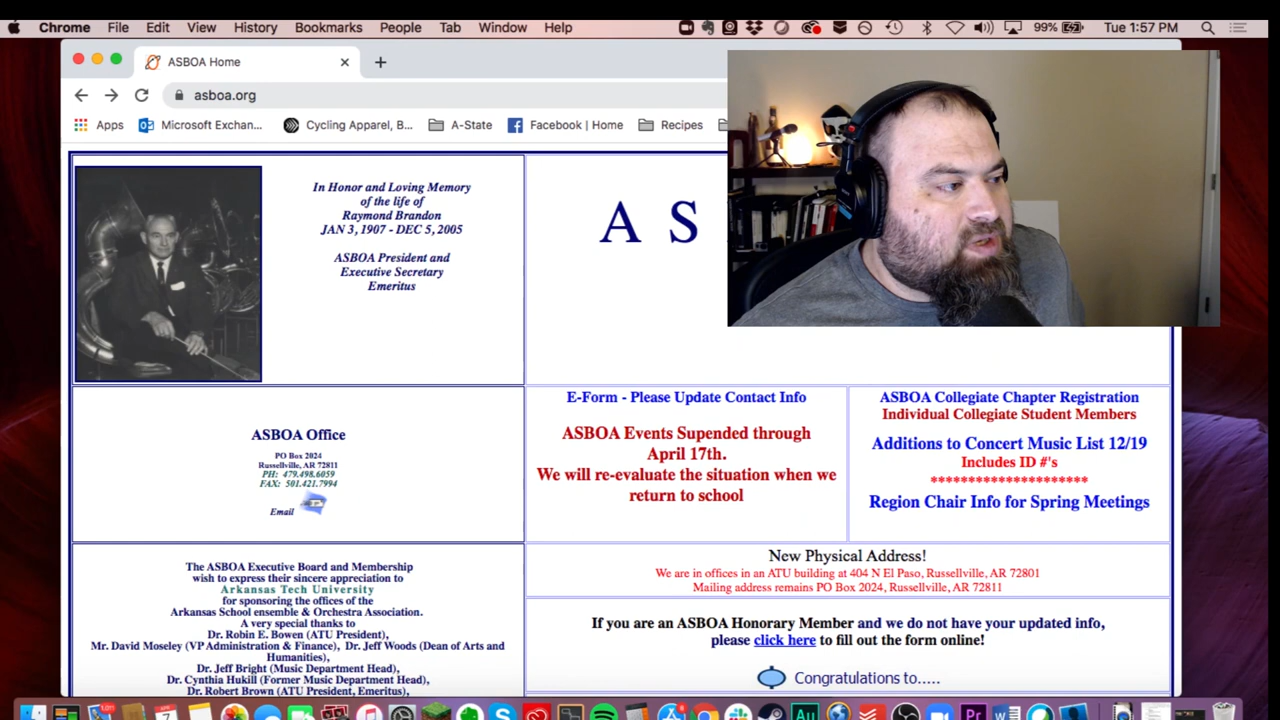 Chrome File Edit View History Bookmarks People Tab Window Help 99% Tue 1:57 PM
ASBOA Home
asboa.org
Apps Microsoft Exchan... Cycling Apparel, B... A-State Facebook | Home Recipes
In Honor and Loving Memory
of the life of
Raymond Brandon
JAN 3, 1907 - DEC 5, 2005
ASBOA President and
Executive Secretary
Emeritus
A S
ASBOA Office
PO Box 2024
Russellville, AR 72811
PH: 479.498.6059
FAX: 501.421.7994
Email
E-Form - Please Update Contact Info
ASBOA Events Supended through
April 17th.
We will re-evaluate the situation when we
return to school
ASBOA Collegiate Chapter Registration
Individual Collegiate Student Members
Additions to Concert Music List 12/19
Includes ID #'s
*********************
Region Chair Info for Spring Meetings
The ASBOA Executive Board and Membership
wish to express their sincere appreciation to
Arkansas Tech University
for sponsoring the offices of the
Arkansas School ensemble & Orchestra Association.
A very special thanks to
Dr. Robin E. Bowen (ATU President),
Mr. David Moseley (VP Administration & Finance), Dr. Jeff Woods (Dean of Arts and
Humanities),
Dr. Jeff Bright (Music Department Head),
Dr. Cynthia Hukill (Former Music Department Head),
Dr. Robert Brown (ATU President, Emeritus),
New Physical Address!
We are in offices in an ATU building at 404 N El Paso, Russellville, AR 72801
Mailing address remains PO Box 2024, Russellville, AR 72811
If you are an ASBOA Honorary Member and we do not have your updated info,
please click here to fill out the form online!
Congratulations to.....